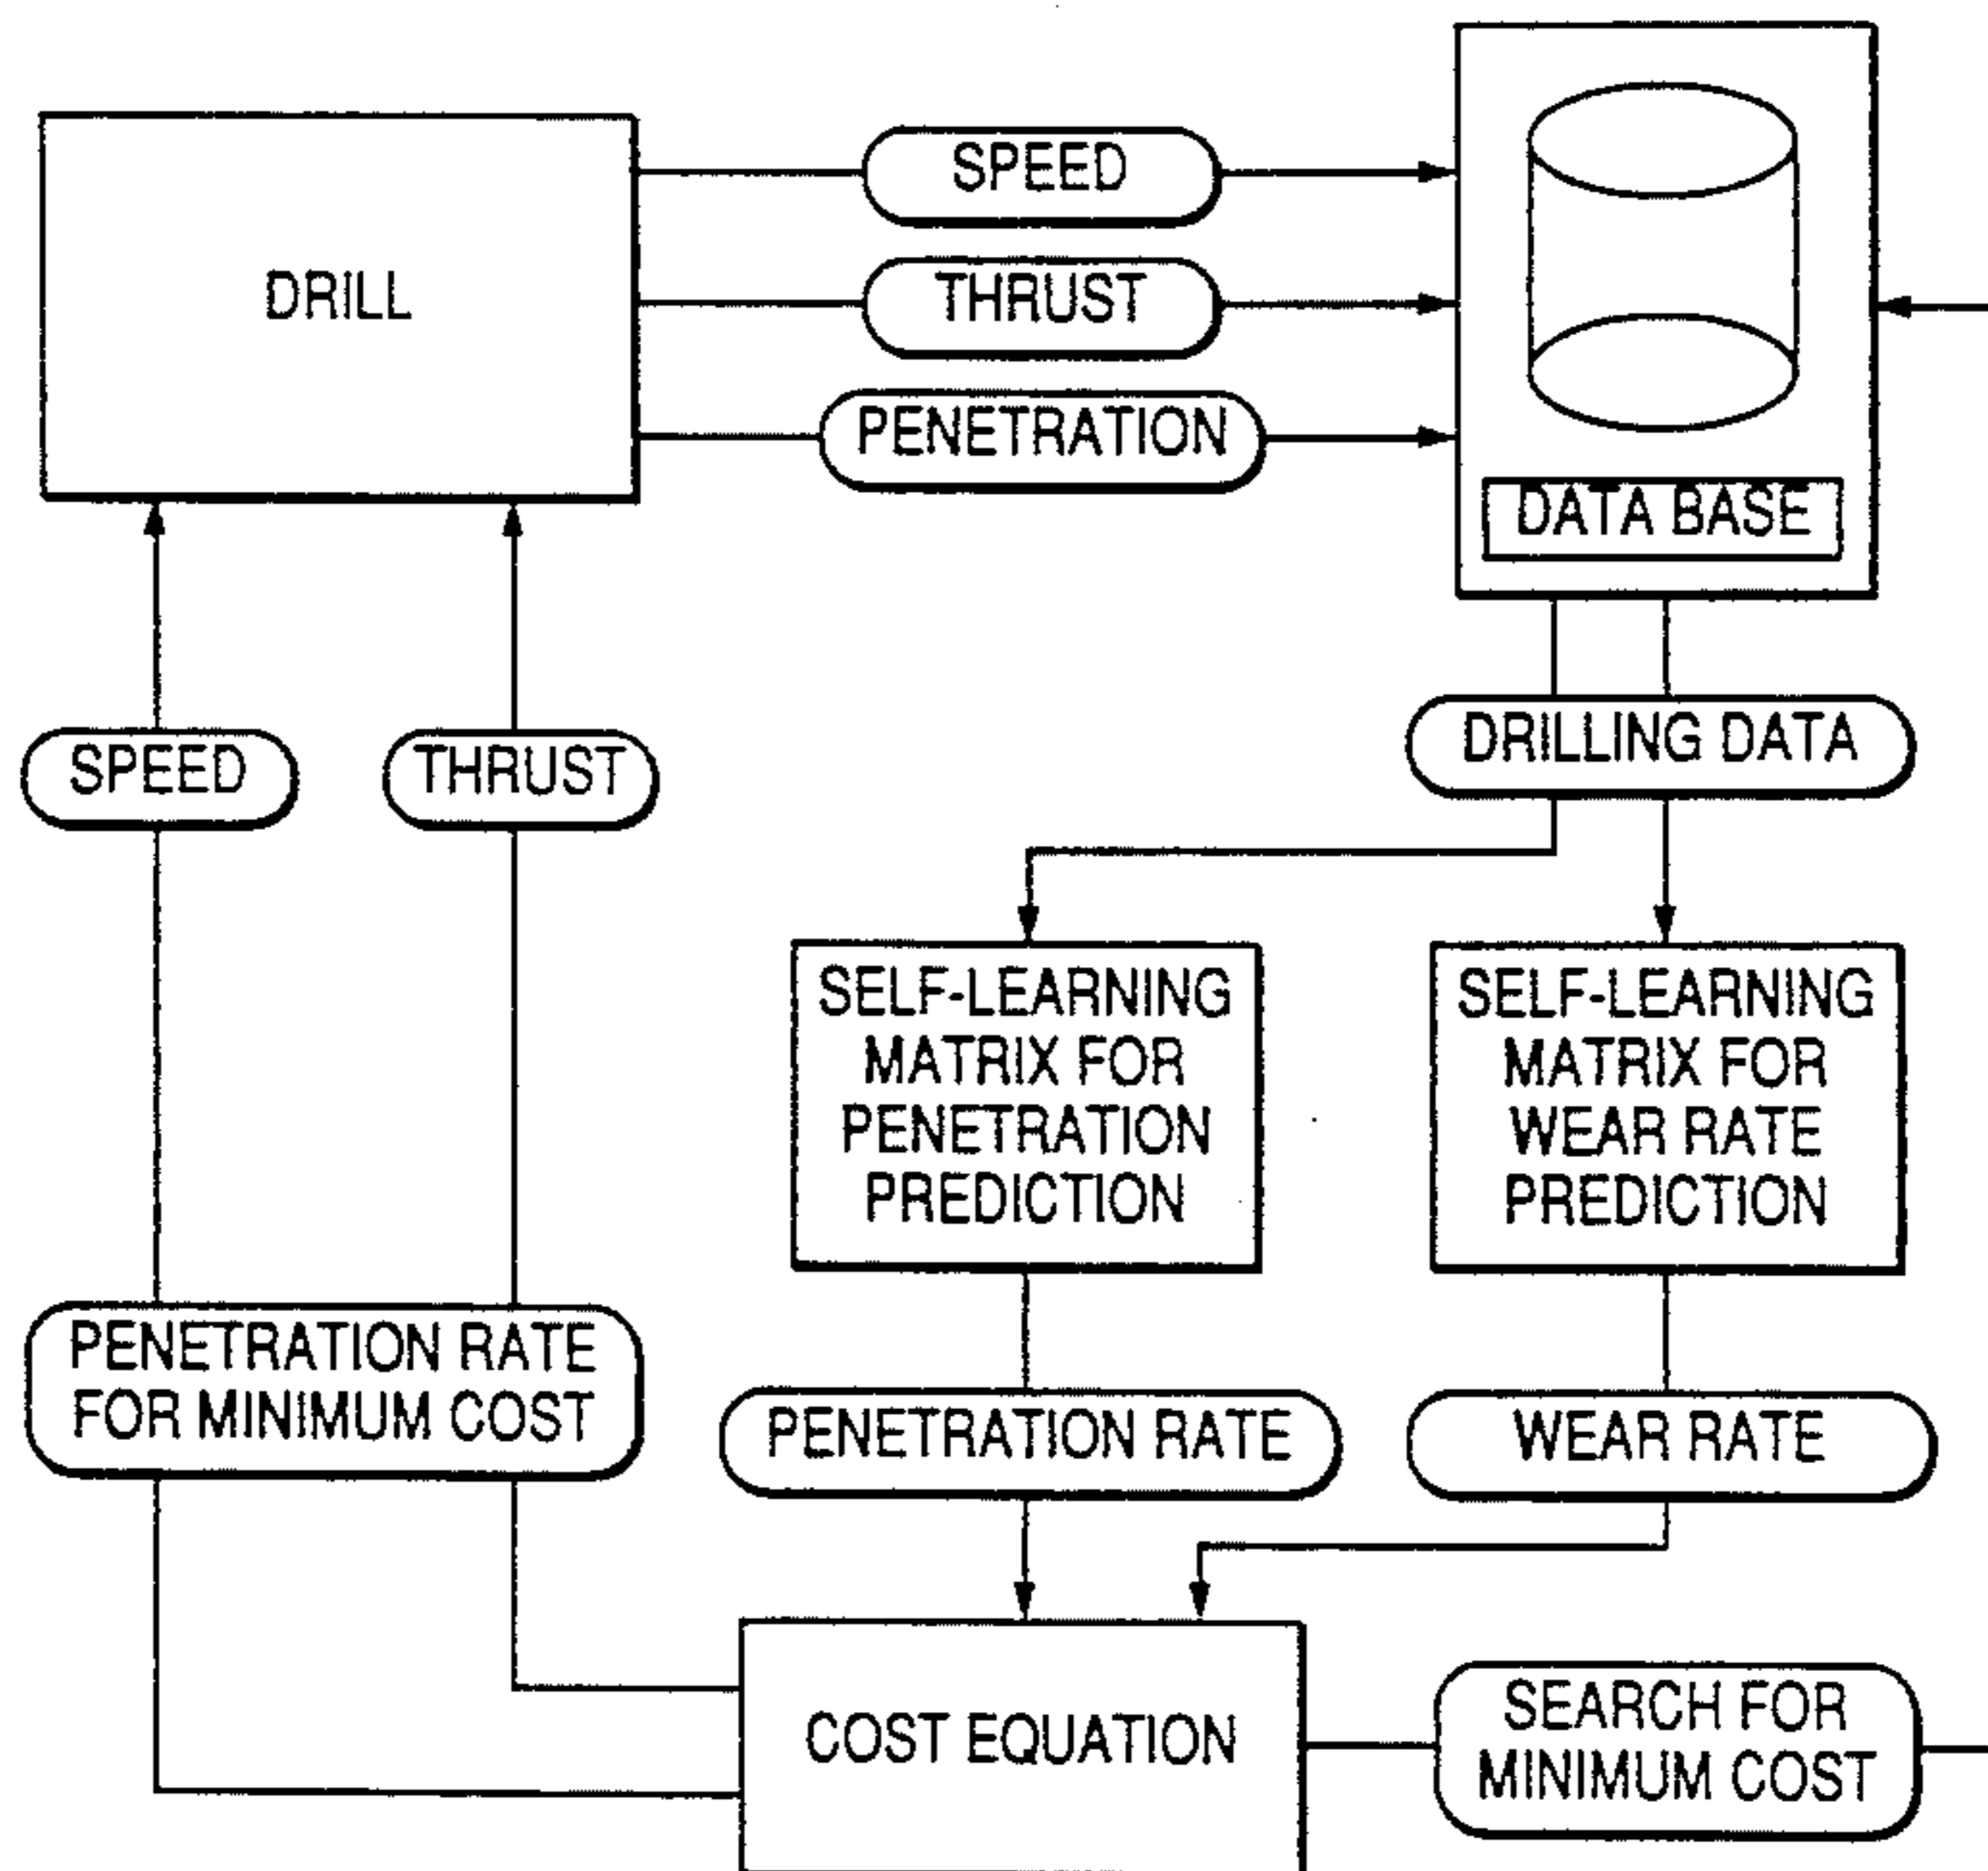 DRILL
SPEED
THRUST
PENETRATION
DATA BASE
SPEED
THRUST
DRILLING DATA
SELF-LEARNING
MATRIX FOR
PENETRATION
PREDICTION
SELF-LEARNING
MATRIX FOR
WEAR RATE
PREDICTION
PENETRATION RATE
FOR MINIMUM COST
PENETRATION RATE
WEAR RATE
COST EQUATION
SEARCH FOR
MINIMUM COST